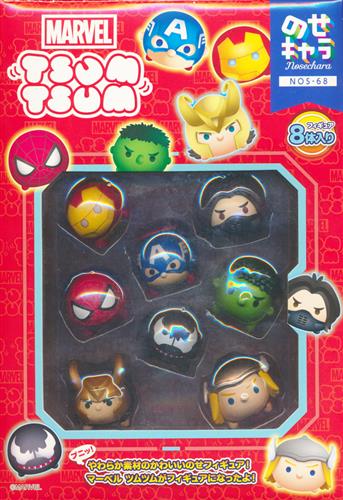 MARVEL
TSUM
TSUM
のせ
キャラ
Nosechara
NOS-68
フィギュア
8体入り
プニッ!
やわらか素材のかわいいのせフィギュア!
マーベル ツムツムがフィギュアになったよ!
©MARVEL